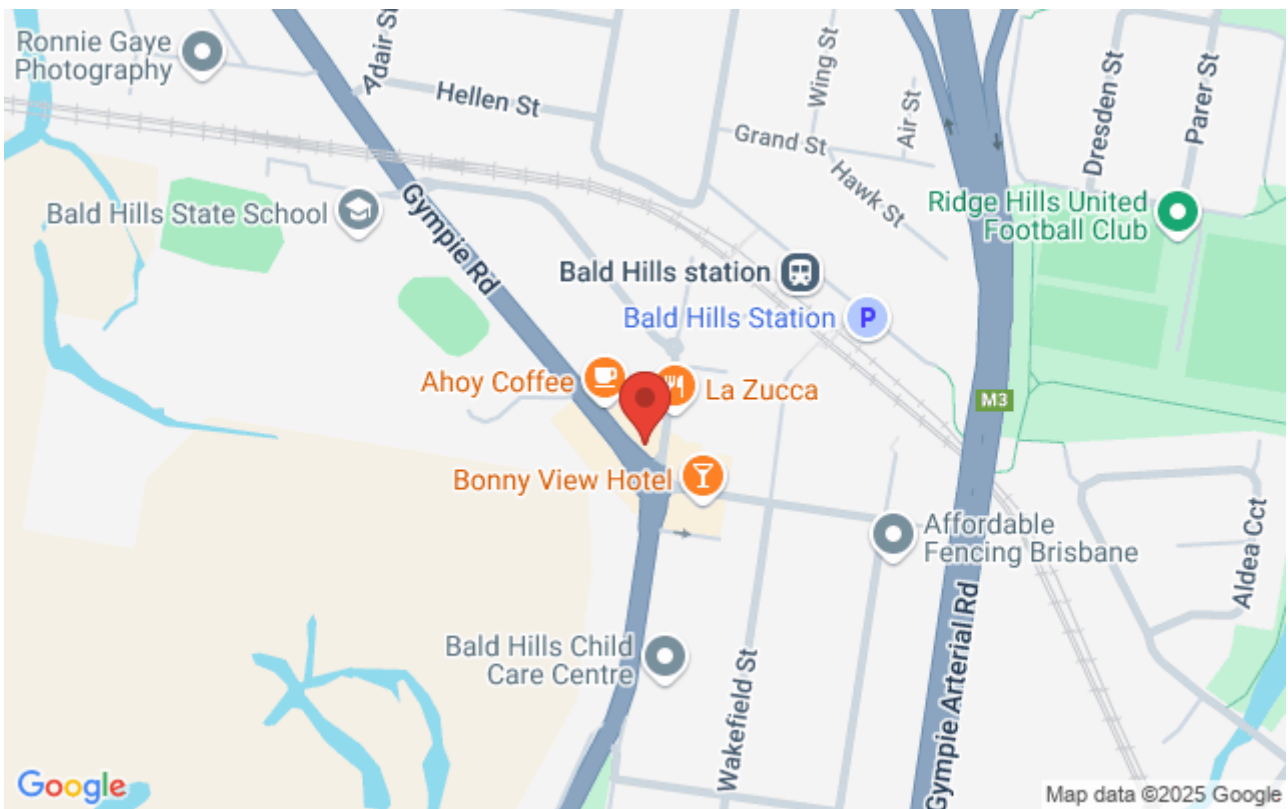 Ronnie Gaye
Photography
Adair St
Hellen St
Wing St
Air St
Grand St
Hawk St
Dresden St
Parer St
Bald Hills State School
Gympie Rd
Ridge Hills United
Football Club
Bald Hills station
Bald Hills Station
P
Ahoy Coffee
La Zucca
M3
Bonny View Hotel
Affordable
Fencing Brisbane
Aldea Cct
Bald Hills Child
Care Centre
Wakefield St
Gympie Arterial Rd
Google
Map data ©2025 Google